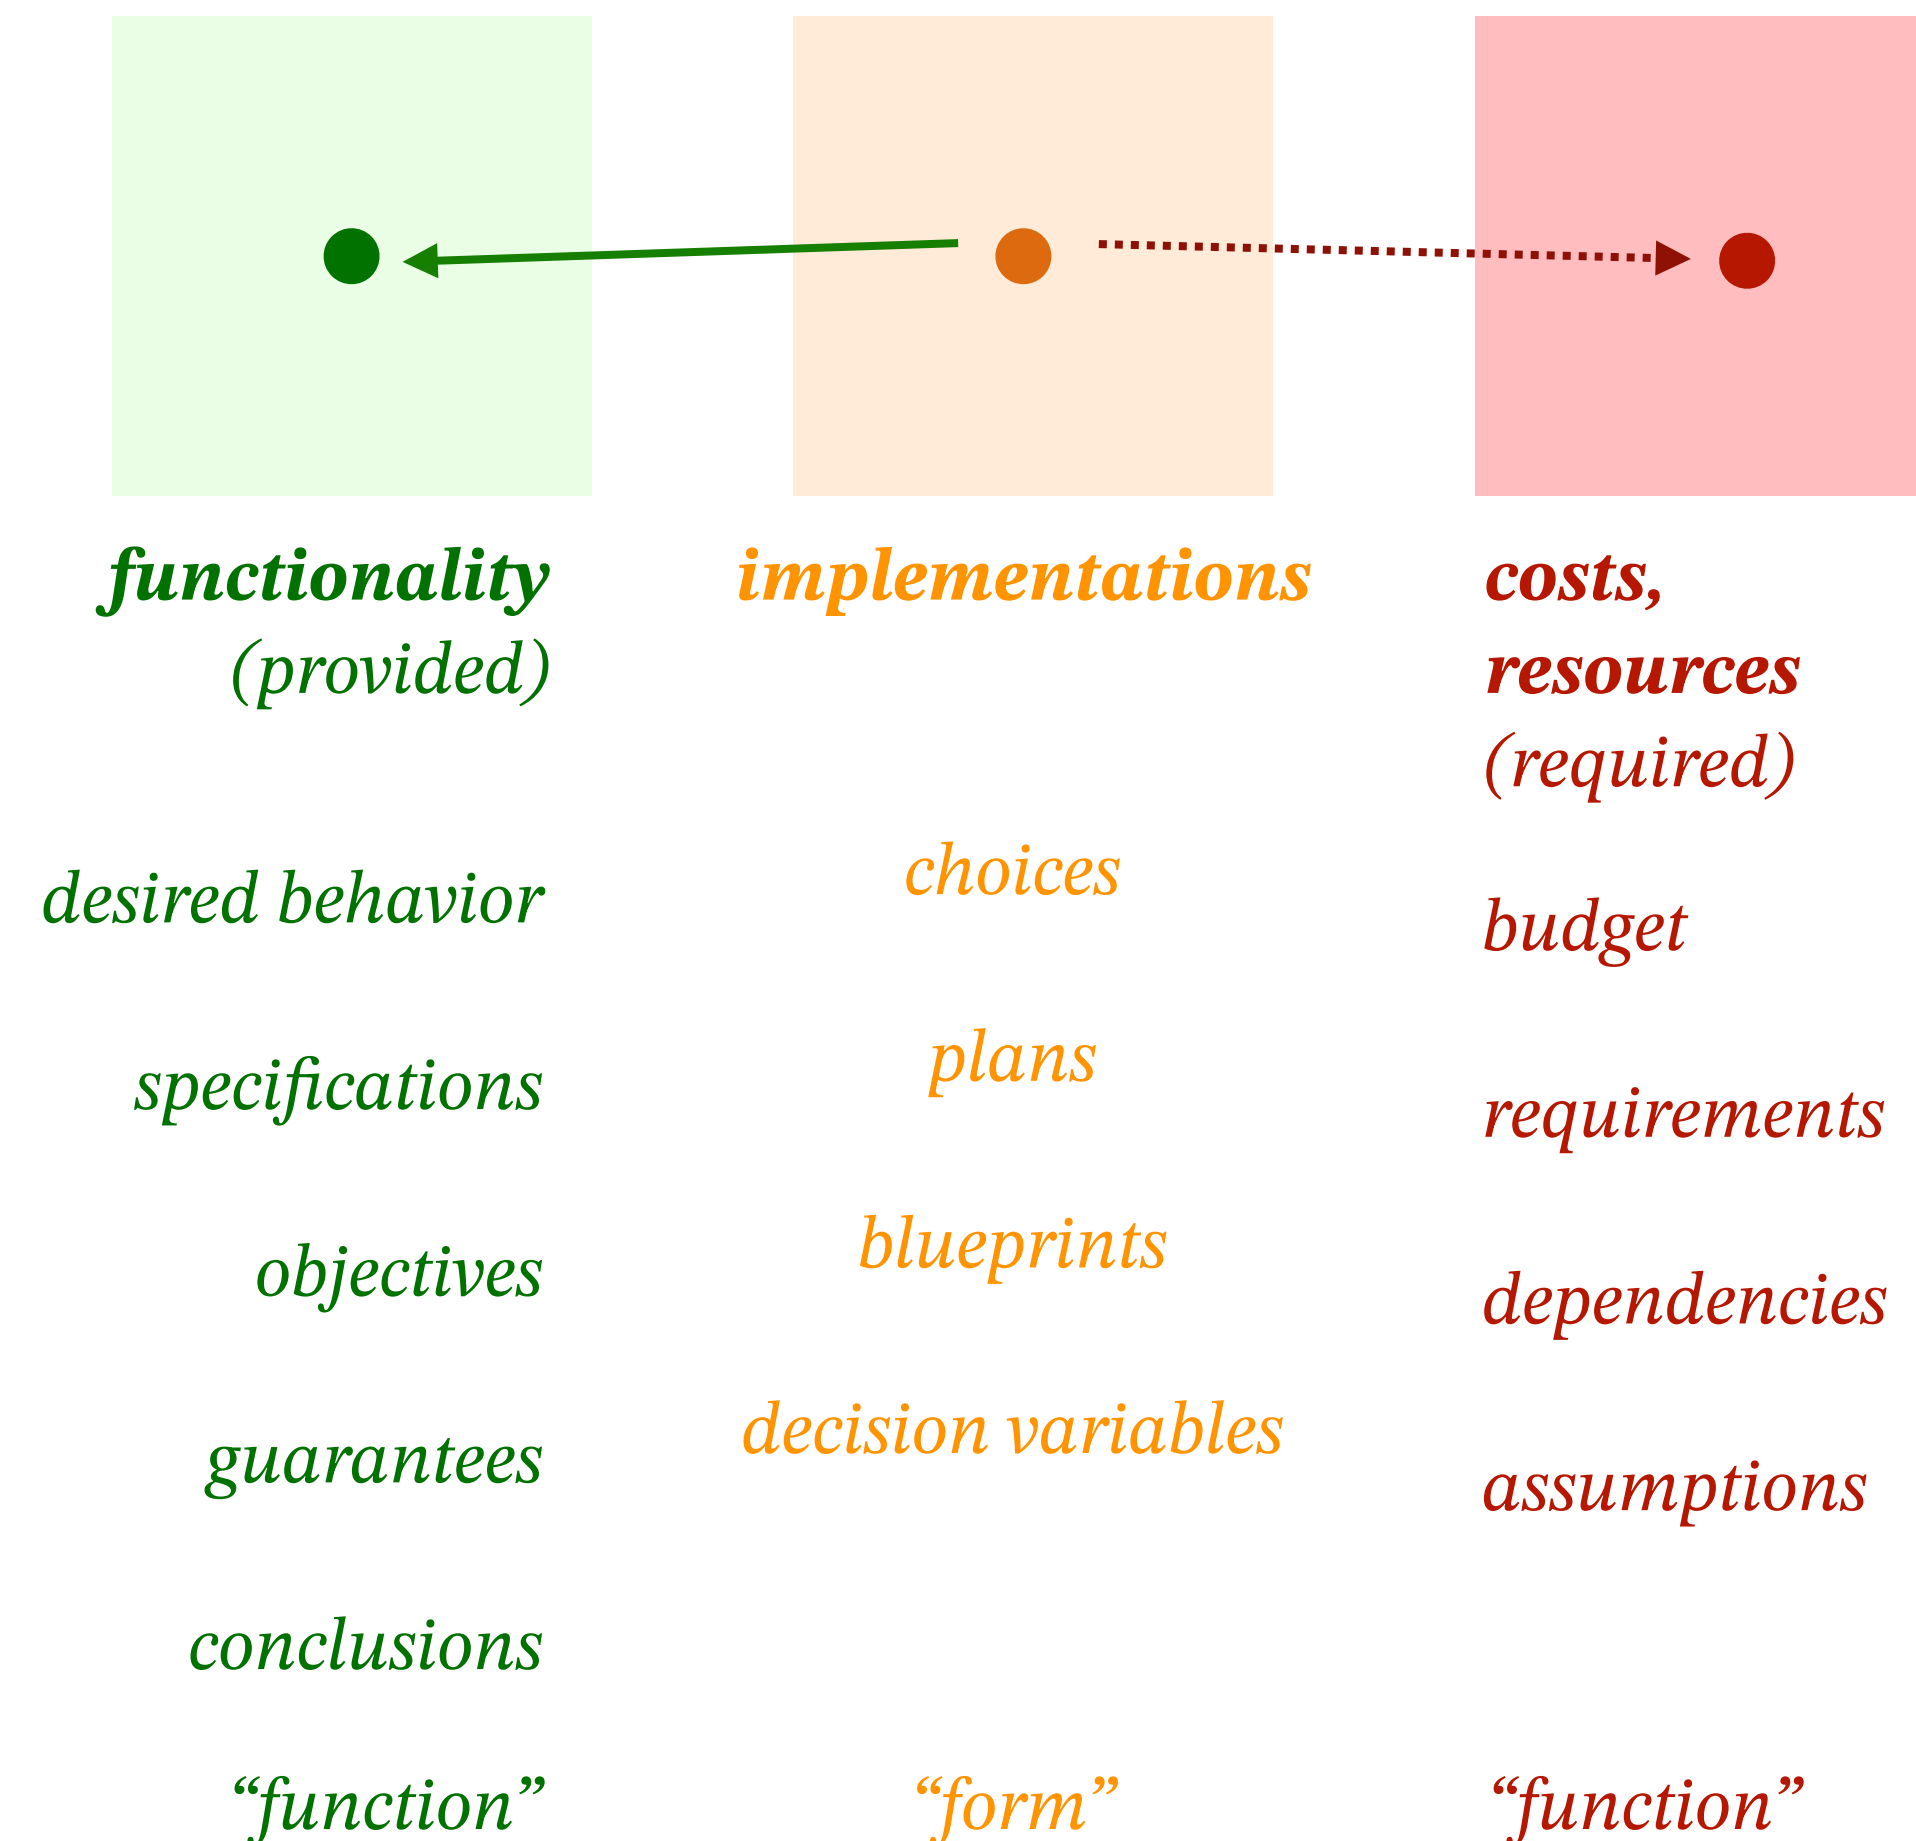 functionality
(provided)
desired behavior
specifications
objectives
guarantees
conclusions
“function”
implementations
choices
plans
blueprints
decision variables
“form”
costs,
resources
(required)
budget
requirements
dependencies
assumptions
“function”